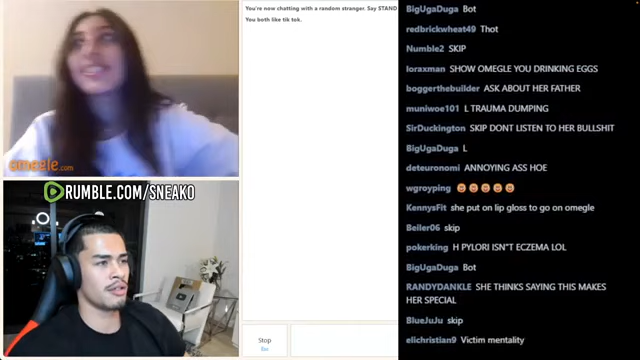 You're now chatting with a random stranger. Say STAND
You both like tik tok.
omegle.com
RUMBLE.COM/SNEAKO
Stop
Esc
BigUgaDuga Bot
redbrickwheat49 Thot
Numble2 SKIP
loraxman SHOW OMEGLE YOU DRINKING EGGS
boggerthebuilder ASK ABOUT HER FATHER
muniwoe101 L TRAUMA DUMPING
SirDuckington SKIP DONT LISTEN TO HER BULLSHIT
BigUgaDuga L
deteuronomi ANNOYING ASS HOE
wgroyping
KennysFit she put on lip gloss to go on omegle
Beiler06 skip
pokerking H PYLORI ISN"T ECZEMA LOL
BigUgaDuga Bot
RANDYDANKLE SHE THINKS SAYING THIS MAKES
HER SPECIAL
BlueJuJu skip
elichristian9 Victim mentality